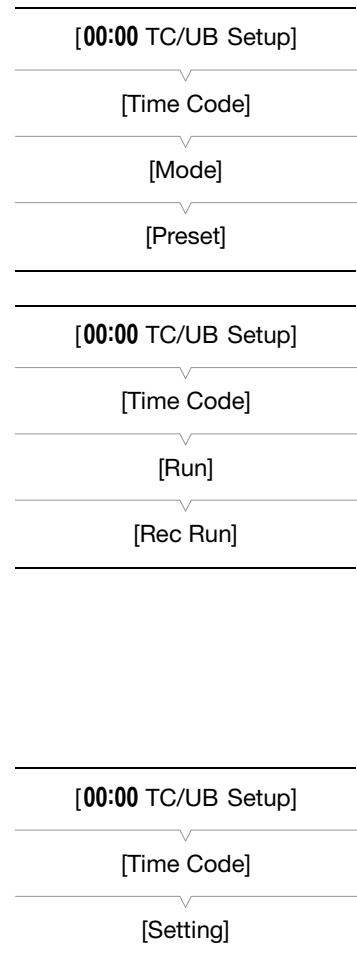 [00:00 TC/UB Setup]
[Time Code]
[Mode]
[Preset]
[00:00 TC/UB Setup]
[Time Code]
[Run]
[Rec Run]
[00:00 TC/UB Setup]
[Time Code]
[Setting]